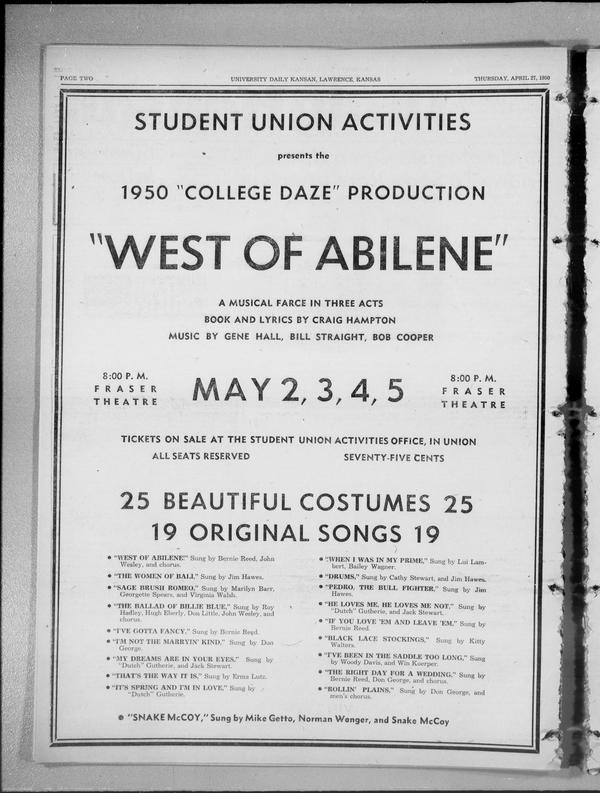 PAGE TWO
UNIVERSITY DAILY KANSAN, LAWRENCE, KANSAS
THURSDAY, APRIL 27, 1950
STUDENT UNION ACTIVITIES
presents the
1950 "COLLEGE DAZE" PRODUCTION
"WEST OF ABILENE"
A MUSICAL FARCE IN THREE ACTS
BOOK AND LYRICS BY CRAIG HAMPTON
MUSIC BY GENE HALL, BILL STRAIGHT, BOB COOPER
8:00 P. M.
FRASER
THEATRE
MAY 2, 3, 4, 5
8:00 P. M.
FRASER
THEATRE
TICKETS ON SALE AT THE STUDENT UNION ACTIVITIES OFFICE, IN UNION
ALL SEATS RESERVED
SEVENTY-FIVE CENTS
25 BEAUTIFUL COSTUMES 25
19 ORIGINAL SONGS 19
• "WEST OF ABILENE" Sung by Bernie Reed, John
Wesley, and chorus.
• "THE WOMEN OF BALI," Sung by Jim Hawes.
• "SAGE BRUSH ROMEO," Sung by Marilyn Barr,
Georgette Spears, and Virginia Walsh.
• "THE BALLAD OF BILLIE BLUE," Sung by Roy
Hadley, Hugh Eberly, Don Little, John Wesley, and
chorus.
• "I'VE GOTTA FANCY," Sung by Bernie Reed.
• "I'M NOT THE MARRYIN' KIND," Sung by Don
George.
• "MY DREAMS ARE IN YOUR EYES," Sung by
"Dutch" Gutherie, and Jack Stewart.
• "THAT'S THE WAY IT IS," Sung by Erma Lutz.
• "IT'S SPRING AND I'M IN LOVE," Sung by
"Dutch" Gutherie.
• "WHEN I WAS IN MY PRIME," Sung by Lui Lam-
bert, Bailey Wagner.
• "DRUMS," Sung by Cathy Stewart, and Jim Hawes.
• "PEDRO, THE BULL FIGHTER," Sung by Jim
Hawes.
• "HE LOVES ME, HE LOVES ME NOT," Sung by
"Dutch" Gutherie, and Jack Stewart.
• "IF YOU LOVE 'EM AND LEAVE 'EM," Sung by
Bernie Reed.
• "BLACK LACE STOCKINGS," Sung by Kitty
Walters.
• "I'VE BEEN IN THE SADDLE TOO LONG," Sung
by Woody Davis, and Win Koerper.
• "THE RIGHT DAY FOR A WEDDING," Sung by
Bernie Reed, Don George, and chorus.
• "ROLLIN' PLAINS," Sung by Don George, and
men's chorus.
• "SNAKE McCOY," Sung by Mike Getto, Norman Wenger, and Snake McCoy